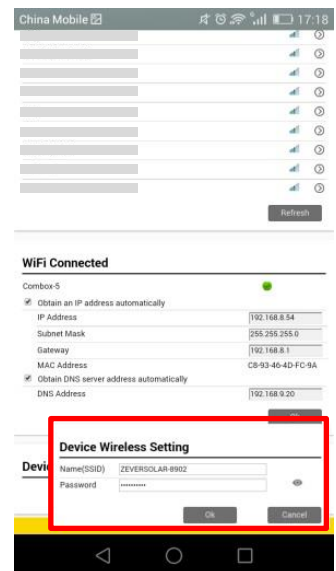 China Mobile 17:18
Refresh
WiFi Connected
Combox-5
Obtain an IP address automatically
IP Address 192.168.8.54
Subnet Mask 255.255.255.0
Gateway 192.168.8.1
MAC Address C8-93-46-4D-FC-9A
Obtain DNS server address automatically
DNS Address 192.168.9.20
Device Wireless Setting
Devi
Name(SSID) ZEVERSOLAR-8902
Password ••••••••••
Ok Cancel